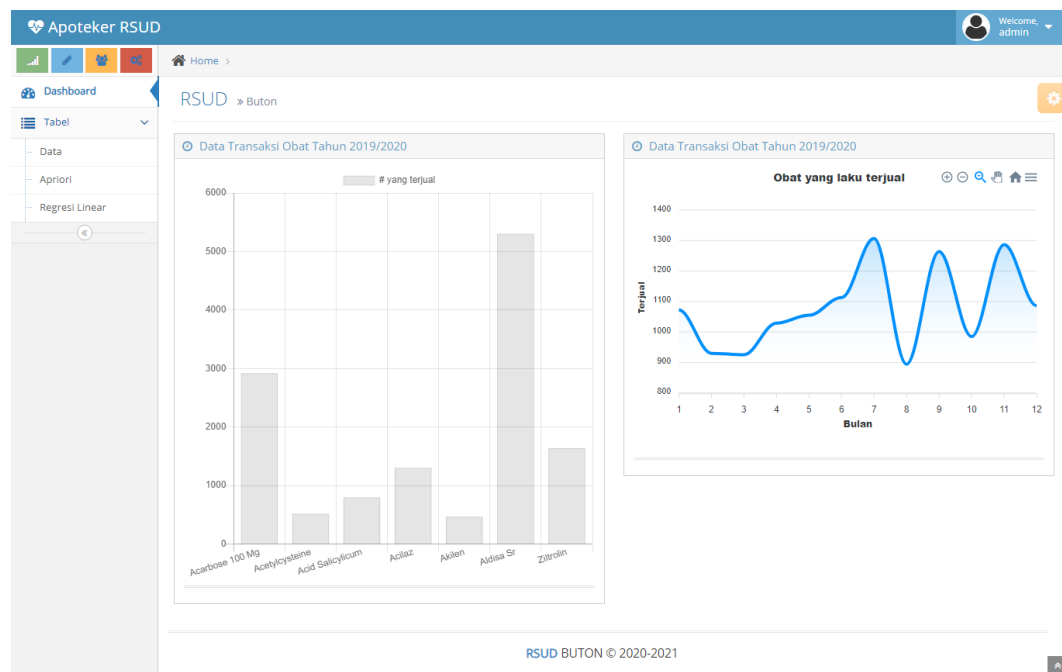 Apoteker RSUD
Welcome,
admin
Home
Dashboard
Tabel
Data
Apriori
Regresi Linear
RSUD » Buton
Data Transaksi Obat Tahun 2019/2020
# yang terjual
6000
5000
4000
3000
2000
1000
0
Acarbose 100 Mg
Acetylcysteine
Acid Salicylicum
Acilaz
Akilen
Aldisa Sr
Ziltrolin
Data Transaksi Obat Tahun 2019/2020
Obat yang laku terjual
1400
1300
1200
1100
1000
900
800
Terjual
1 2 3 4 5 6 7 8 9 10 11 12
Bulan
RSUD BUTON © 2020-2021